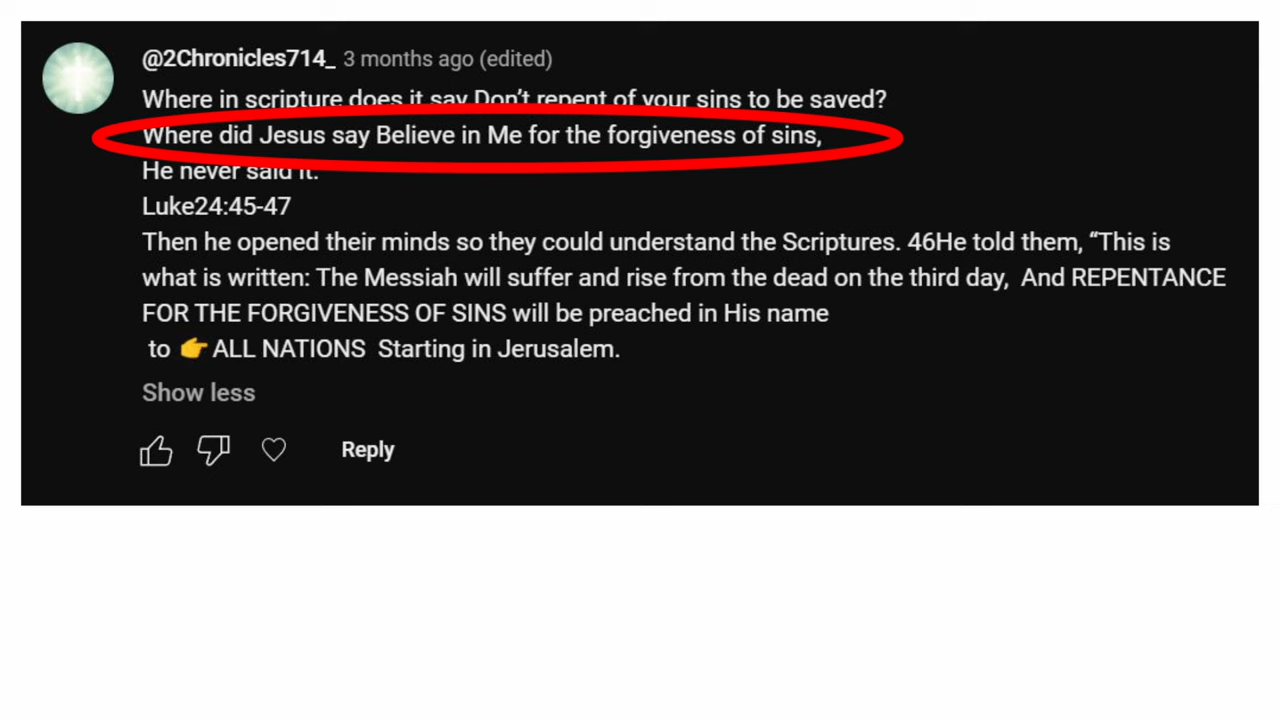 @2Chronicles714_ 3 months ago (edited)
Where in scripture does it say Don't repent of your sins to be saved?
Where did Jesus say Believe in Me for the forgiveness of sins,
He never said it.
Luke24:45-47
Then he opened their minds so they could understand the Scriptures. 46He told them, “This is
what is written: The Messiah will suffer and rise from the dead on the third day,  And REPENTANCE
FOR THE FORGIVENESS OF SINS will be preached in His name
to 👉ALL NATIONS  Starting in Jerusalem.
Show less
Reply